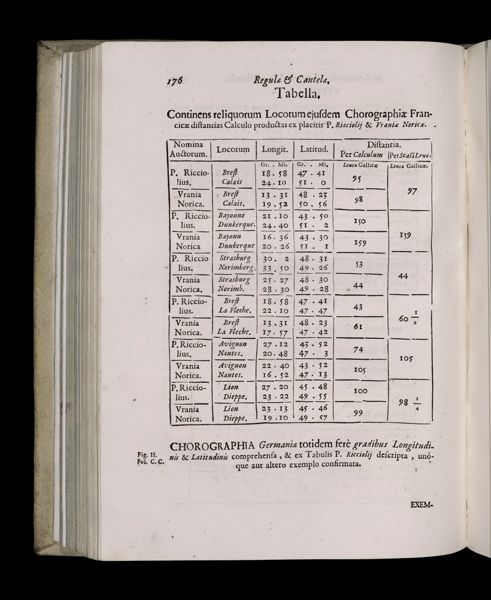 176
Regulæ & Cautelæ.
Tabella.
Continens reliquorum Locotum ejusdem Chorographiæ Fran-
ciæ distantias Calculo productas ex placitis P. Ricciolij & Vraniæ Noricæ.
Nomina Auctorum. Locorum Longit. Latitud. Distantia.
Per Calculum Per Scalã Leuc.
Gr. . Mi. Gr. . Mi. Leucæ Gallicæ Leucæ Gallicæ.
P. Riccio- Brest 18 . 58 47 . 41
lius. Calais 24 . 10 51 . 0 95
97
Vrania Brest 13 . 31 48 . 23
Norica. Calais. 19 . 52 50 . 56 98
P. Riccio- Bayonne 21 . 10 43 . 50
lius. Dunkerque. 24 . 40 51 . 2 150
159
Vrania Bayonn 16 . 36 43 . 30
Norica Dunkerque 20 . 26 51 . 1 159
P. Riccio Strasburg 30 . 2 48 . 31
lius. Norimberg. 33 . 50 49 . 26 53
44
Vrania Strasburg 25 . 27 48 . 30
Norica. Norimb. 28 . 30 49 . 28 44
P. Riccio- Brest 18 . 58 47 . 41
lius. La Fleche. 22 . 10 47 . 47 43
60 1/2
Vrania Brest 13 . 31 48 . 23
Norica. La Fleche. 17 . 57 47 . 42 61
P. Riccio- Avignon 27 . 12 43 . 52
lius. Nantes. 20 . 48 47 . 3 74
105
Vrania Avignon 22 . 40 43 . 52
Norica. Nantes. 16 . 52 47 . 13 105
P. Riccio- Lion 27 . 20 45 . 48
lius. Dieppe. 23 . 22 49 . 55 100
98 1/4
Vrania Lion 23 . 13 45 . 46
Norica. Dieppe. 19 . 10 49 . 57 99
CHOROGRAPHIA Germaniæ totidem ferè gradibus Longitudi-
Fig. II. nis & Latitudinis comprehensa, & ex Tabulis P. Ricciolij descripta, unó-
Fol. C. C. que aut altero exemplo confirmata.
EXEM-